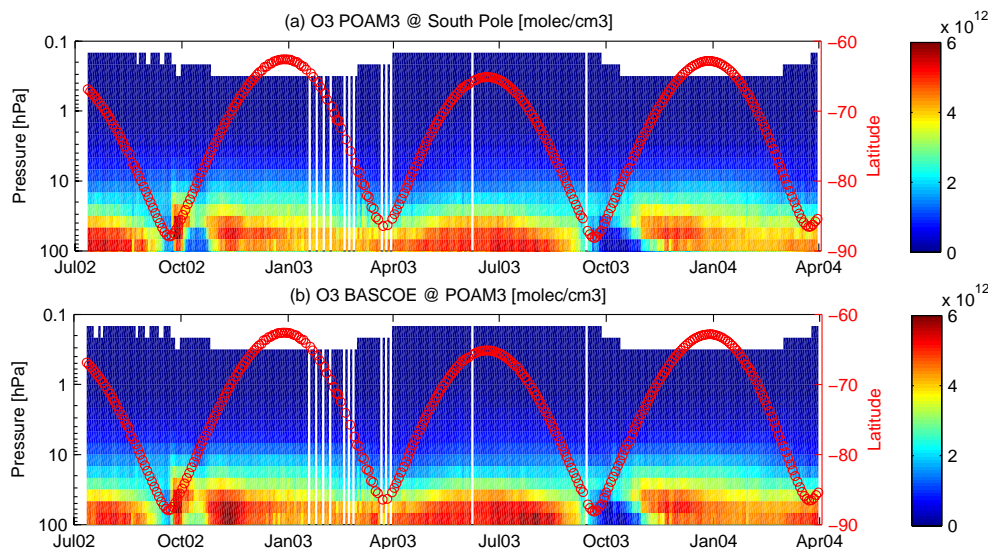 (a) O3 POAM3 @ South Pole [molec/cm3]
x 10^12
0.1
1
10
100
Pressure [hPa]
Jul02 Oct02 Jan03 Apr03 Jul03 Oct03 Jan04 Apr04
−60
−70
−80
−90
Latitude
6
4
2
0
(b) O3 BASCOE @ POAM3 [molec/cm3]
x 10^12
0.1
1
10
100
Pressure [hPa]
Jul02 Oct02 Jan03 Apr03 Jul03 Oct03 Jan04 Apr04
−60
−70
−80
−90
Latitude
6
4
2
0